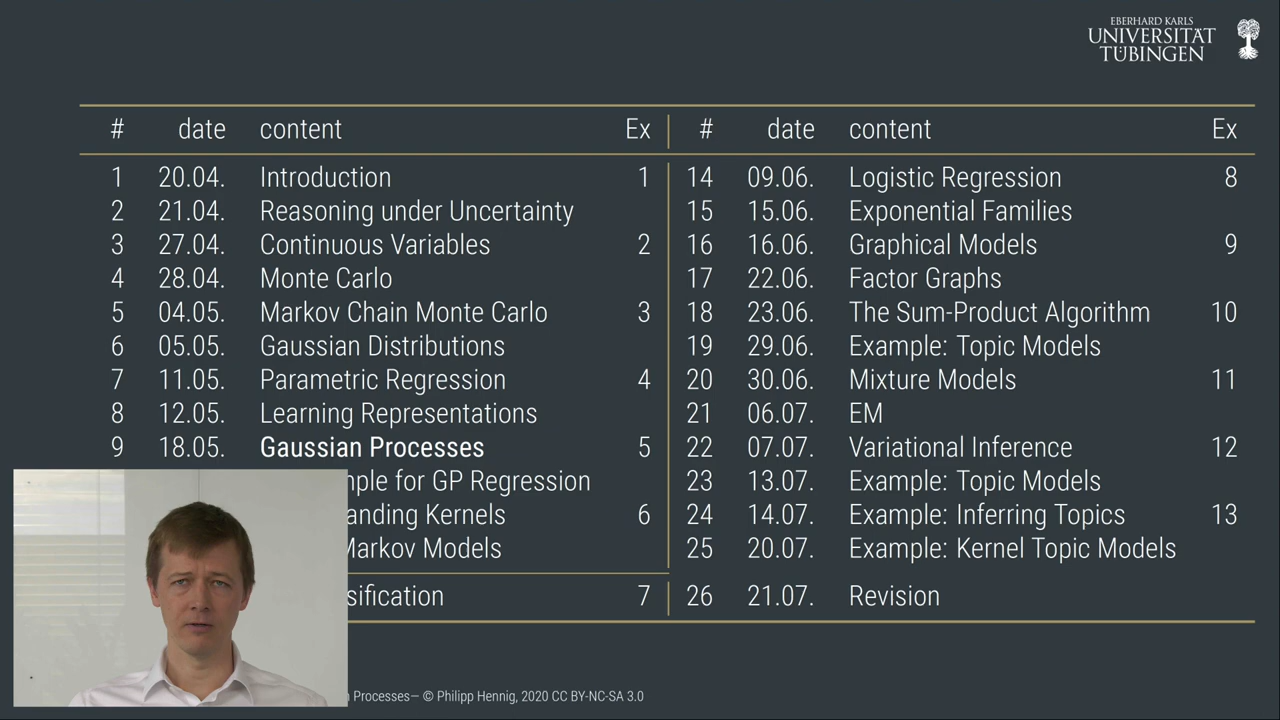 EBERHARD KARLS
UNIVERSITÄT
TÜBINGEN
# date content Ex
1 20.04. Introduction 1
2 21.04. Reasoning under Uncertainty
3 27.04. Continuous Variables 2
4 28.04. Monte Carlo
5 04.05. Markov Chain Monte Carlo 3
6 05.05. Gaussian Distributions
7 11.05. Parametric Regression 4
8 12.05. Learning Representations
9 18.05. Gaussian Processes 5
mple for GP Regression
anding Kernels 6
Markov Models
sification 7
# date content Ex
14 09.06. Logistic Regression 8
15 15.06. Exponential Families
16 16.06. Graphical Models 9
17 22.06. Factor Graphs
18 23.06. The Sum-Product Algorithm 10
19 29.06. Example: Topic Models
20 30.06. Mixture Models 11
21 06.07. EM
22 07.07. Variational Inference 12
23 13.07. Example: Topic Models
24 14.07. Example: Inferring Topics 13
25 20.07. Example: Kernel Topic Models
26 21.07. Revision
n Processes— © Philipp Hennig, 2020 CC BY-NC-SA 3.0